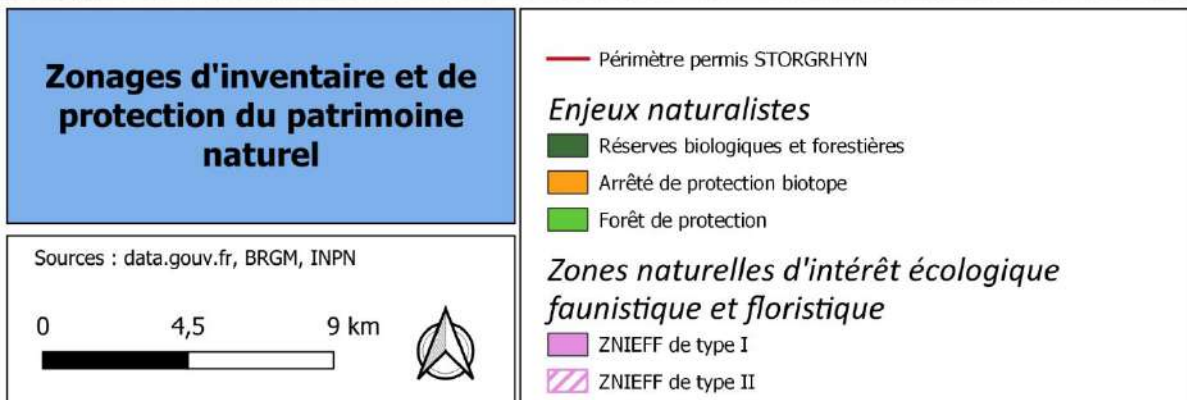 Zonages d'inventaire et de
protection du patrimoine
naturel
Sources : data.gouv.fr, BRGM, INPN
0 4,5 9 km
Périmètre permis STORGRHYN
Enjeux naturalistes
Réserves biologiques et forestières
Arrêté de protection biotope
Forêt de protection
Zones naturelles d'intérêt écologique
faunistique et floristique
ZNIEFF de type I
ZNIEFF de type II